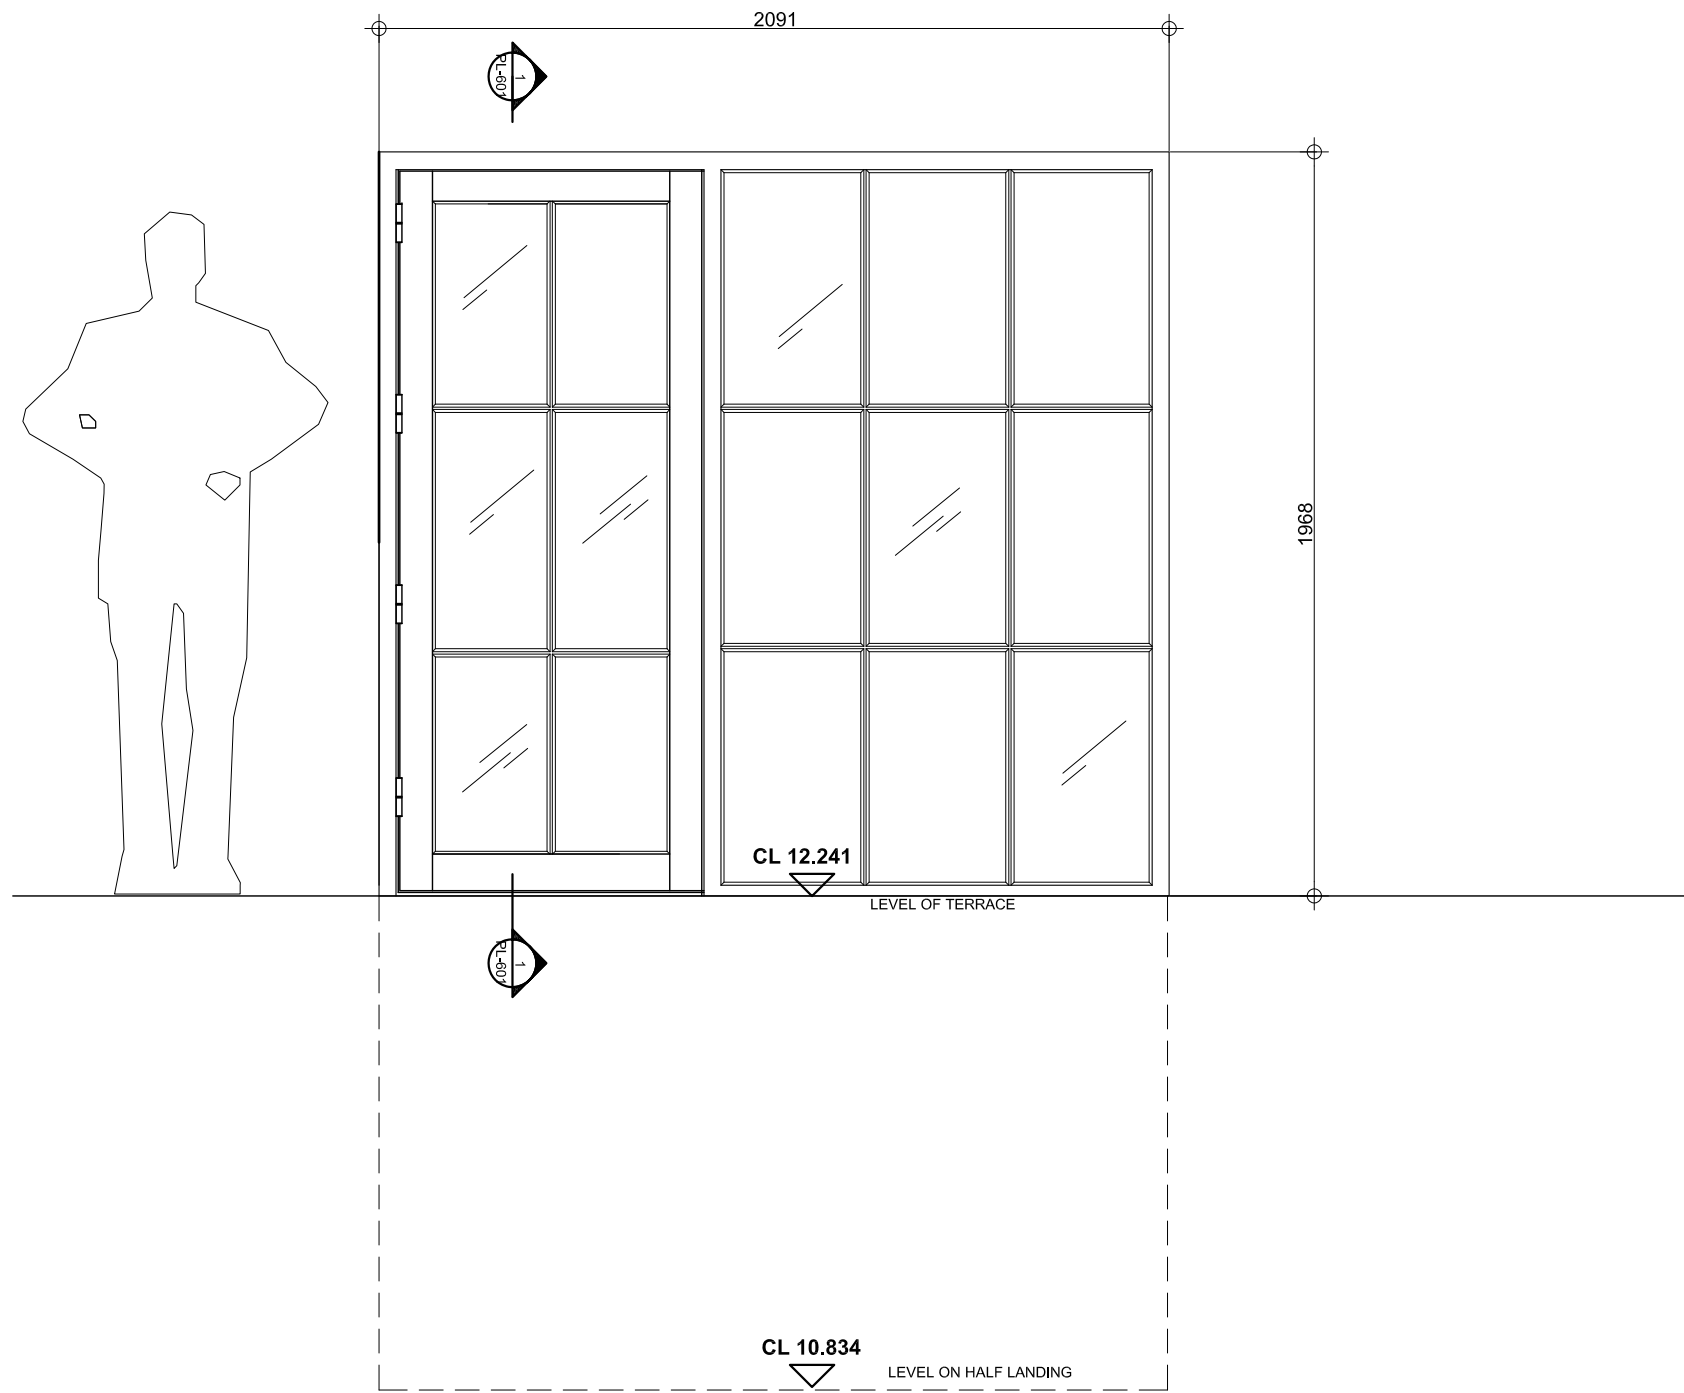 2091
1
PL-601
1968
CL 12.241
LEVEL OF TERRACE
1
PL-601
CL 10.834
LEVEL ON HALF LANDING